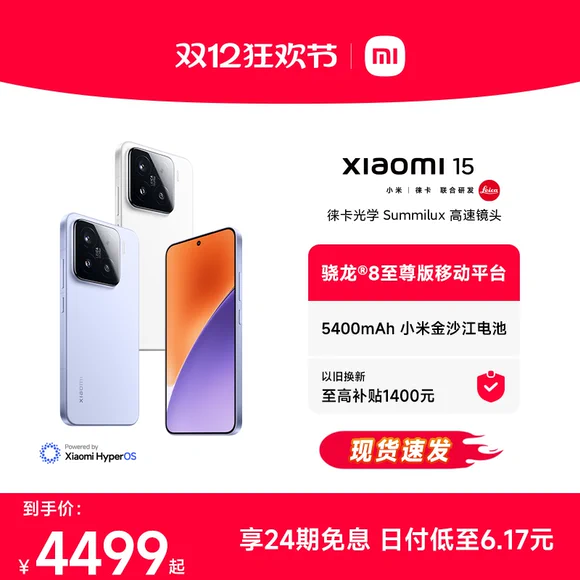 双12狂欢节
mi
xiaomi 15
小米 | 徕卡 联合研发
Leica
徕卡光学 Summilux 高速镜头
骁龙®8至尊版移动平台
5400mAh 小米金沙江电池
以旧换新
至高补贴1400元
现货速发
XIAOMI
Powered by
Xiaomi HyperOS
到手价:
¥4499起
享24期免息 日付低至6.17元